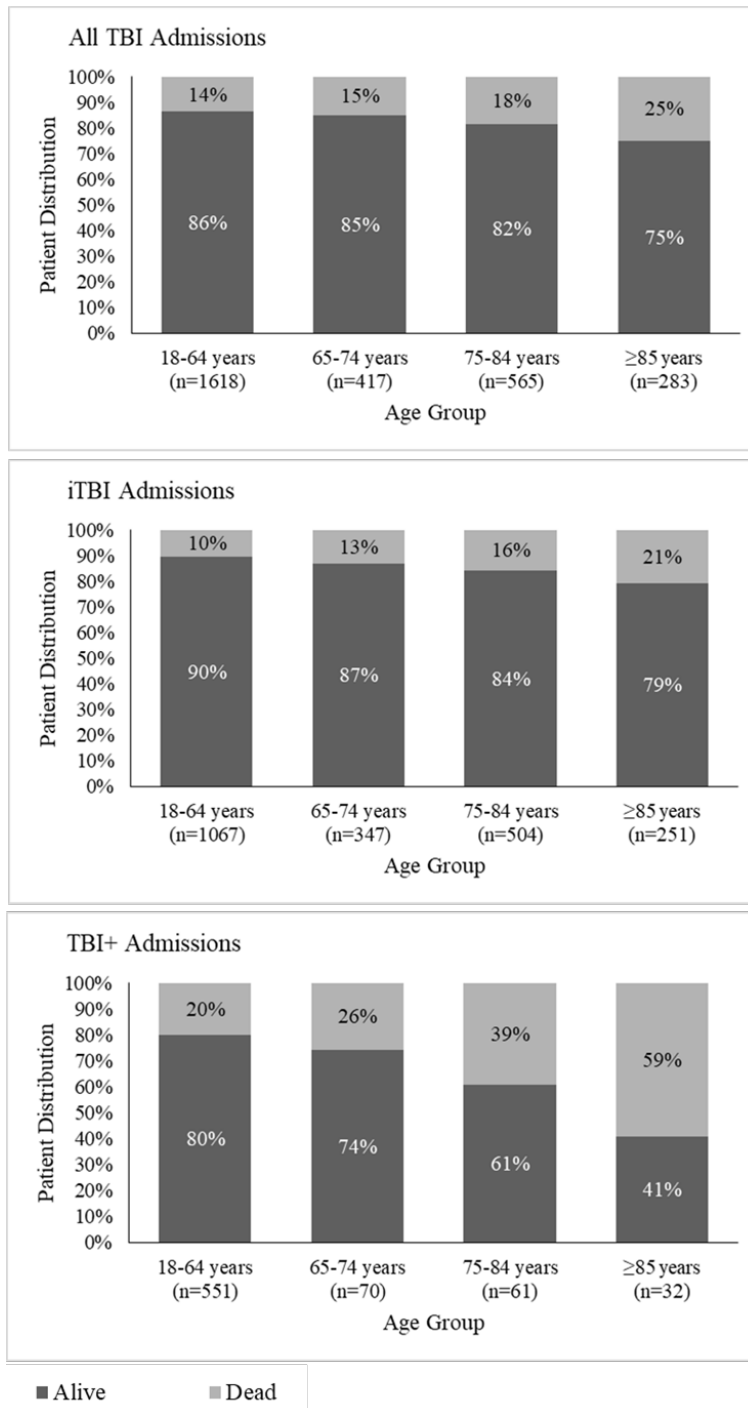 All TBI Admissions
Patient Distribution
100%
90%
80%
70%
60%
50%
40%
30%
20%
10%
0%
14% 15% 18% 25%
86% 85% 82% 75%
18-64 years 65-74 years 75-84 years ≥85 years
(n=1618) (n=417) (n=565) (n=283)
Age Group
iTBI Admissions
Patient Distribution
100%
90%
80%
70%
60%
50%
40%
30%
20%
10%
0%
10% 13% 16% 21%
90% 87% 84% 79%
18-64 years 65-74 years 75-84 years ≥85 years
(n=1067) (n=347) (n=504) (n=251)
Age Group
TBI+ Admissions
Patient Distribution
100%
90%
80%
70%
60%
50%
40%
30%
20%
10%
0%
20% 26% 39% 59%
80% 74% 61% 41%
18-64 years 65-74 years 75-84 years ≥85 years
(n=551) (n=70) (n=61) (n=32)
Age Group
Alive Dead